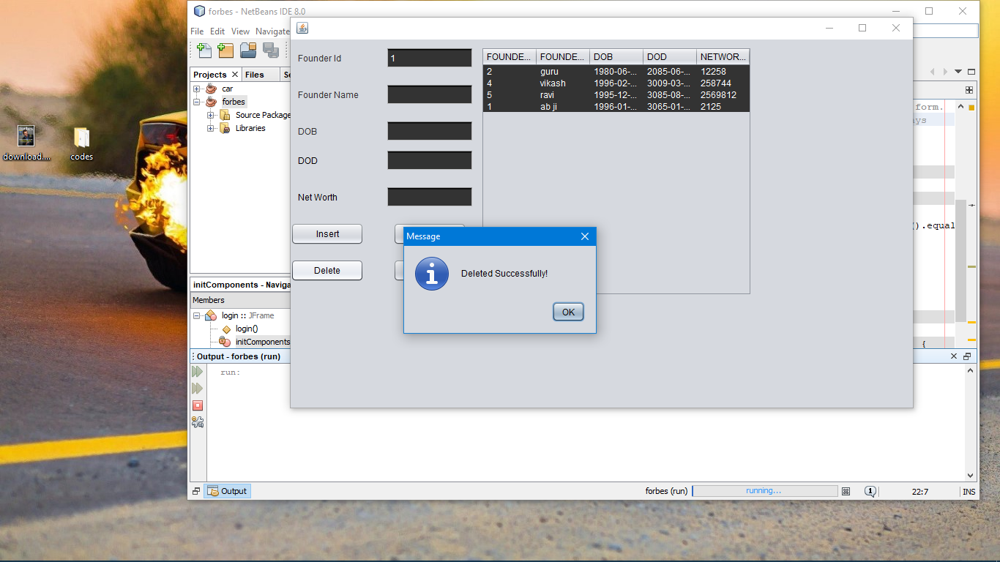 forbes - NetBeans IDE 8.0
File Edit View Navigate
Projects Files Se
car
forbes
Source Package
Libraries
download....
codes
initComponents - Naviga
Members
login :: JFrame
login()
initComponents
Output - forbes (run)
run:
Founder Id 1
Founder Name
DOB
DOD
Net Worth
Insert
Delete
FOUNDE... FOUNDE... DOB DOD NETWOR...
2 guru 1980-06-... 2085-06-... 12258
4 vikash 1996-02-... 3009-03-... 258744
5 ravi 1995-12-... 3085-08-... 2569812
1 ab ji 1996-01-... 3065-01-... 2125
Message
Deleted Successfully!
OK
form.
ays
().equal
{
Output
forbes (run) running... 1 22:7 INS